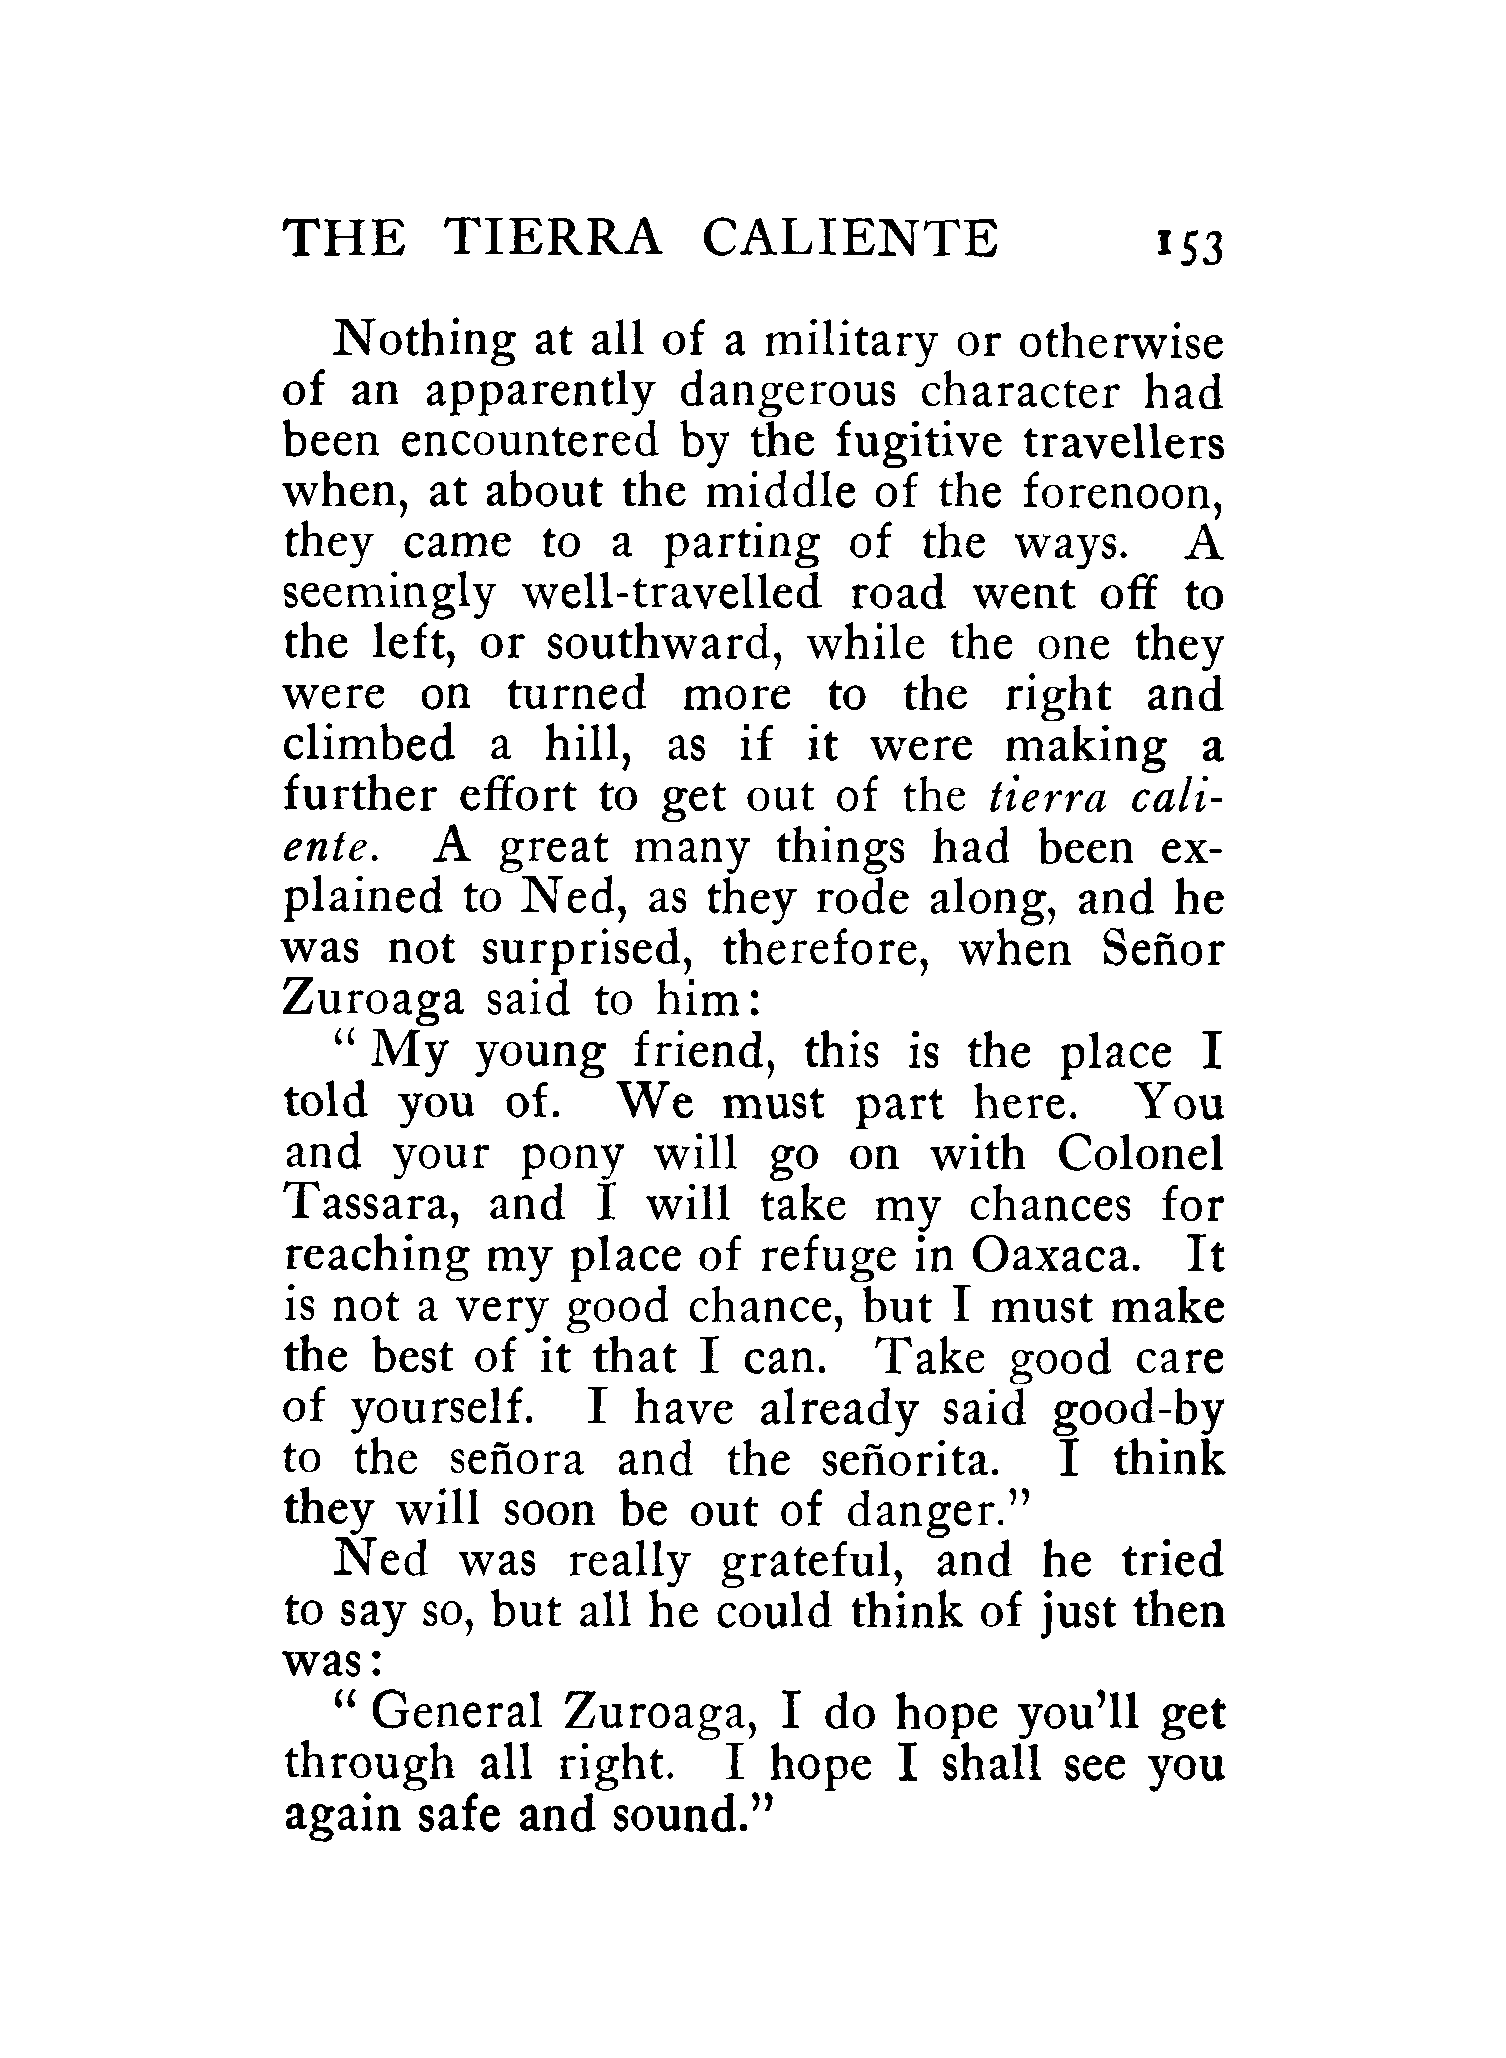 THE TIERRA CALIENTE 153
Nothing at all of a military or otherwise
of an apparently dangerous character had
been encountered by the fugitive travellers
when, at about the middle of the forenoon,
they came to a parting of the ways. A
seemingly well-travelled road went off to
the left, or southward, while the one they
were on turned more to the right and
climbed a hill, as if it were making a
further effort to get out of the tierra cali-
ente. A great many things had been ex-
plained to Ned, as they rode along, and he
was not surprised, therefore, when Señor
Zuroaga said to him:
“ My young friend, this is the place I
told you of. We must part here. You
and your pony will go on with Colonel
Tassara, and I will take my chances for
reaching my place of refuge in Oaxaca. It
is not a very good chance, but I must make
the best of it that I can. Take good care
of yourself. I have already said good-by
to the señora and the señorita. I think
they will soon be out of danger.”
Ned was really grateful, and he tried
to say so, but all he could think of just then
was:
“ General Zuroaga, I do hope you’ll get
through all right. I hope I shall see you
again safe and sound.”